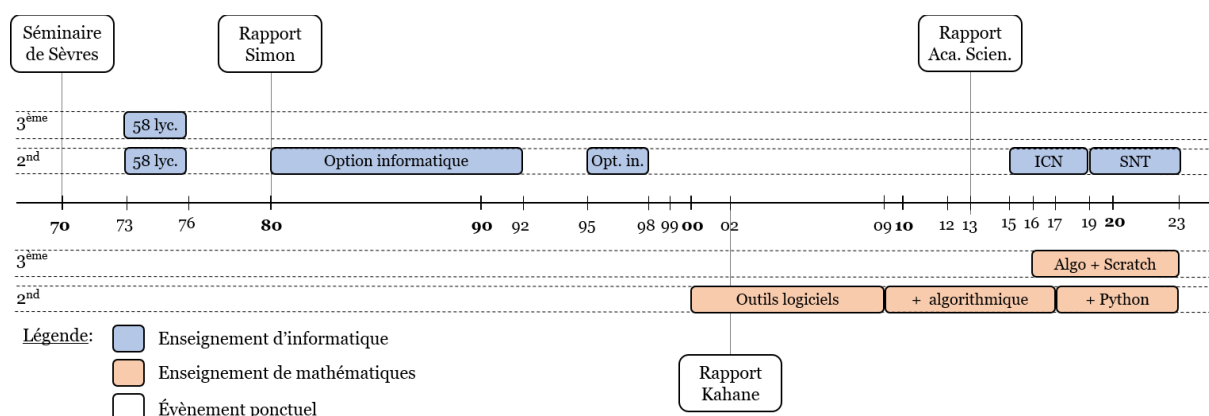 Séminaire
de Sèvres
Rapport
Simon
Rapport
Aca. Scien.
3ème
58 lyc.
2nd
58 lyc.
Option informatique
Opt. in.
ICN
SNT
70 73 76 80 90 92 95 98 99 00 02 09 10 12 13 15 16 17 19 20 23
3ème
Algo + Scratch
2nd
Outils logiciels
+ algorithmique
+ Python
Légende:
Enseignement d'informatique
Enseignement de mathématiques
Évènement ponctuel
Rapport
Kahane